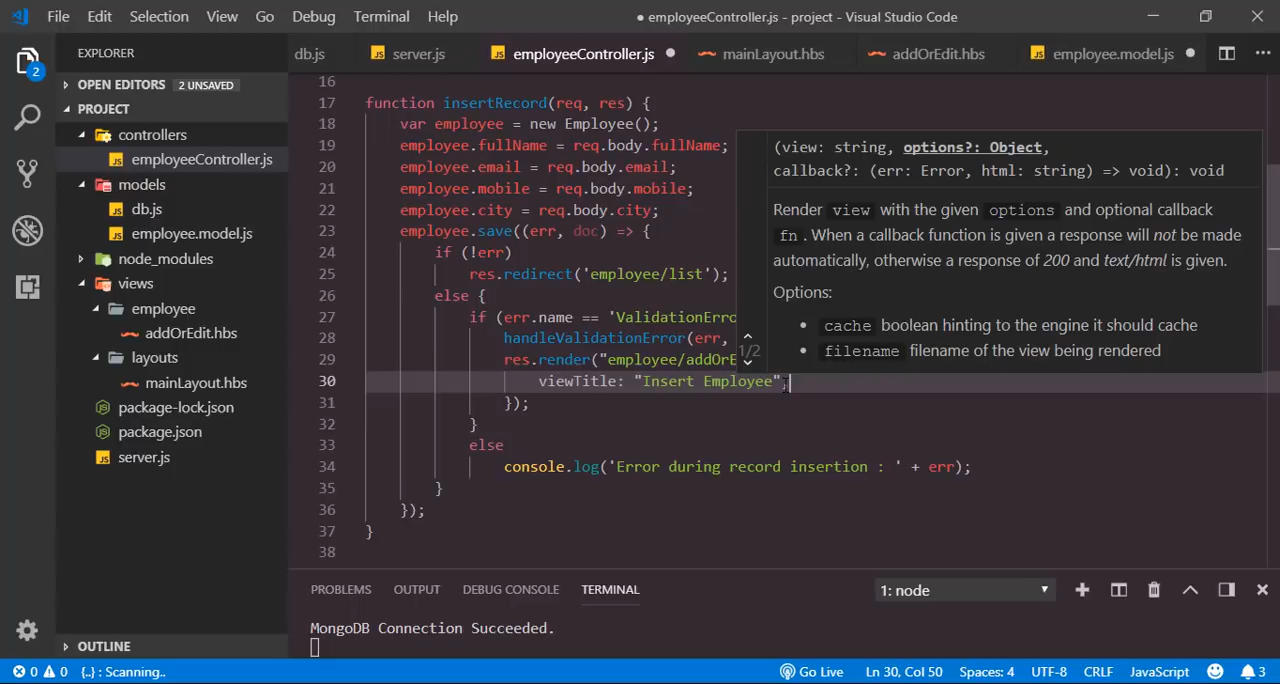 File Edit Selection View Go Debug Terminal Help
● employeeController.js - project - Visual Studio Code
EXPLORER
db.js server.js employeeController.js mainLayout.hbs addOrEdit.hbs employee.model.js
2
OPEN EDITORS 2 UNSAVED
PROJECT
controllers
employeeController.js
models
db.js
employee.model.js
node_modules
views
employee
addOrEdit.hbs
layouts
mainLayout.hbs
package-lock.json
package.json
server.js
OUTLINE
16
17 function insertRecord(req, res) {
18 var employee = new Employee();
19 employee.fullName = req.body.fullName;
20 employee.email = req.body.email;
21 employee.mobile = req.body.mobile;
22 employee.city = req.body.city;
23 employee.save((err, doc) => {
24 if (!err)
25 res.redirect('employee/list');
26 else {
27 if (err.name == 'ValidationErro
28 handleValidationError(err,
29 res.render("employee/addOrE
30 viewTitle: "Insert Employee",
31 });
32 }
33 else
34 console.log('Error during record insertion : ' + err);
35 }
36 });
37 }
38
(view: string, options?: Object,
callback?: (err: Error, html: string) => void): void
Render view with the given options and optional callback
fn . When a callback function is given a response will not be made
automatically, otherwise a response of 200 and text/html is given.
Options:
• cache boolean hinting to the engine it should cache
• filename filename of the view being rendered
1/2
PROBLEMS OUTPUT DEBUG CONSOLE TERMINAL 1: node
MongoDB Connection Succeeded.
0 0 {..} : Scanning.. Go Live Ln 30, Col 50 Spaces: 4 UTF-8 CRLF JavaScript 3